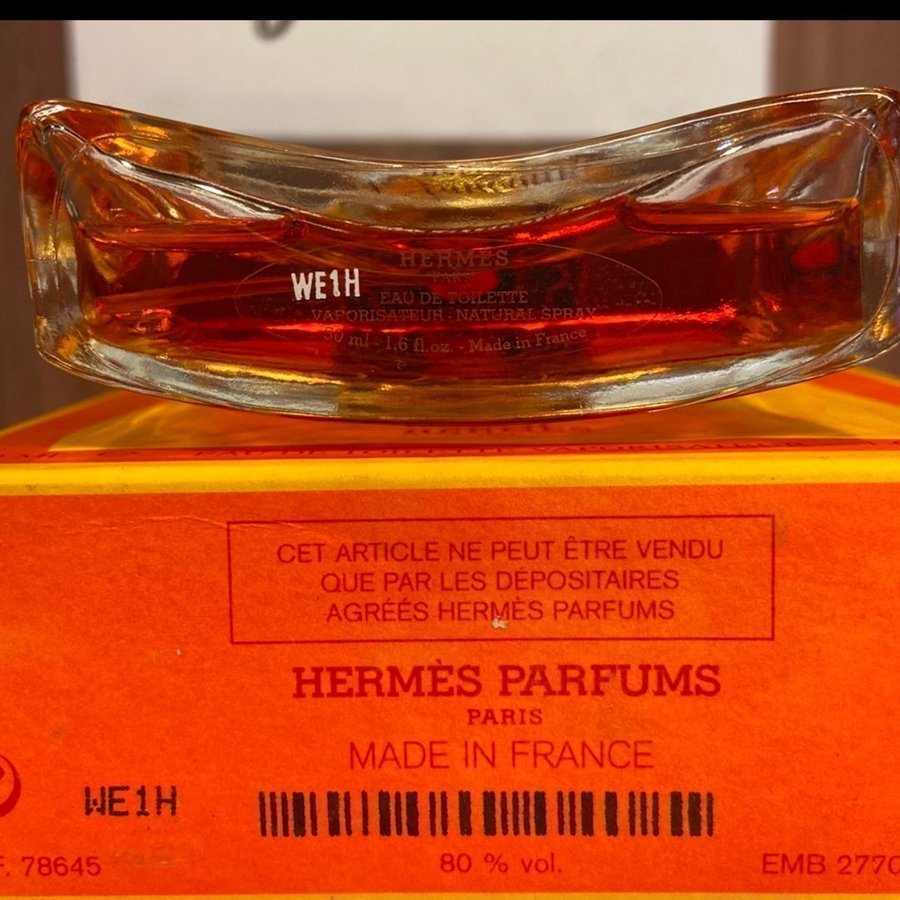 HERMÈS
PARIS
WE1H
EAU DE TOILETTE
VAPORISATEUR - NATURAL SPRAY
50 ml - 1,6 fl.oz. - Made in France
CET ARTICLE NE PEUT ÊTRE VENDU
QUE PAR LES DÉPOSITAIRES
AGRÉÉS HERMÈS PARFUMS
HERMÈS PARFUMS
PARIS
MADE IN FRANCE
WE1H
F. 78645
80 % vol.
EMB 2770